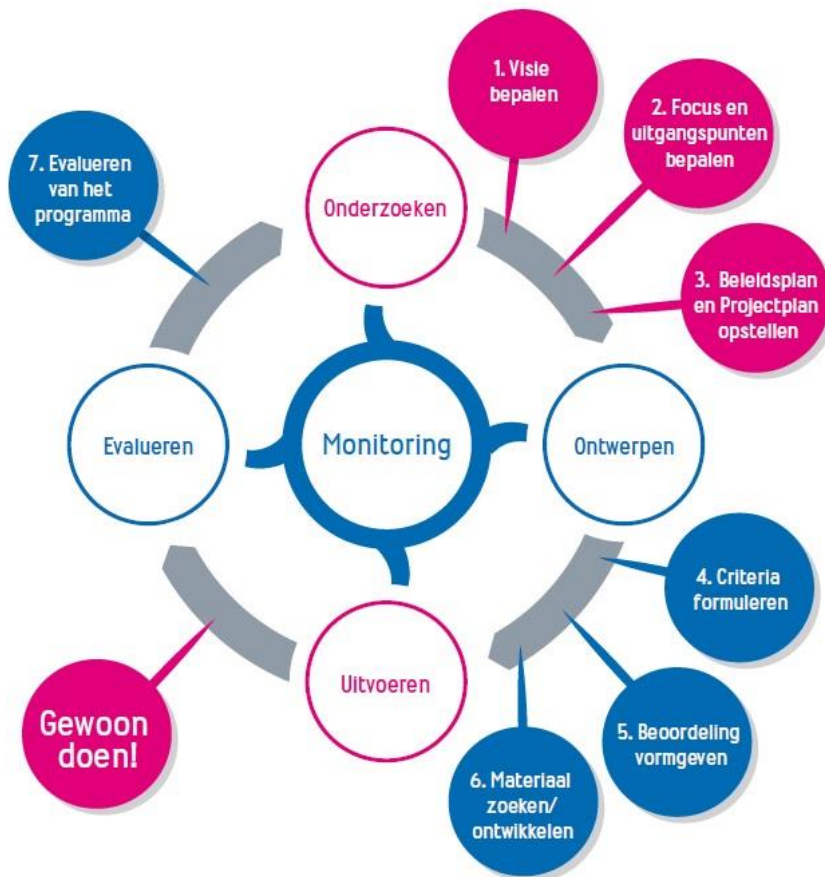 1. Visie
bepalen
2. Focus en
uitgangspunten
bepalen
7. Evalueren
van het
programma
Onderzoeken
3. Beleidsplan
en Projectplan
opstellen
Evalueren
Monitoring
Ontwerpen
4. Criteria
formuleren
Uitvoeren
Gewoon
doen!
5. Beoordeling
vormgeven
6. Materiaal
zoeken/
ontwikkelen